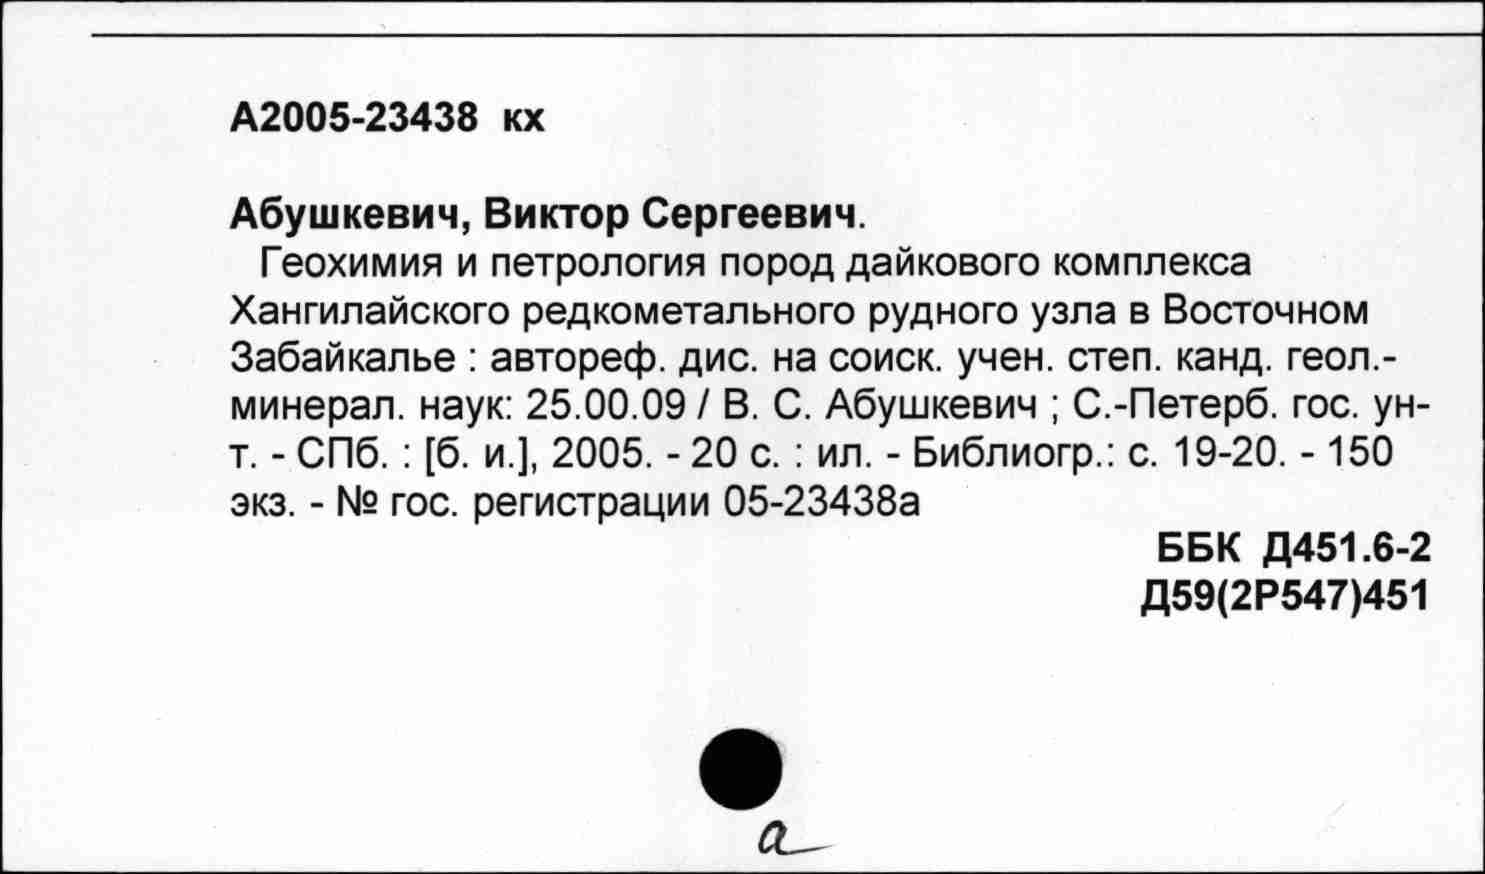 А2005-23438 кх
Абушкевич, Виктор Сергеевич.
Геохимия и петрология пород дайкового комплекса
Хангилайского редкометального рудного узла в Восточном
Забайкалье : автореф. дис. на соиск. учен. степ. канд. геол.-
минерал. наук: 25.00.09 / В. С. Абушкевич ; С.-Петерб. гос. ун-
т. - СПб. : [б. и.], 2005. - 20 с. : ил. - Библиогр.: с. 19-20. - 150
экз. - № гос. регистрации 05-23438а
ББК Д451.6-2
Д59(2Р547)451
а